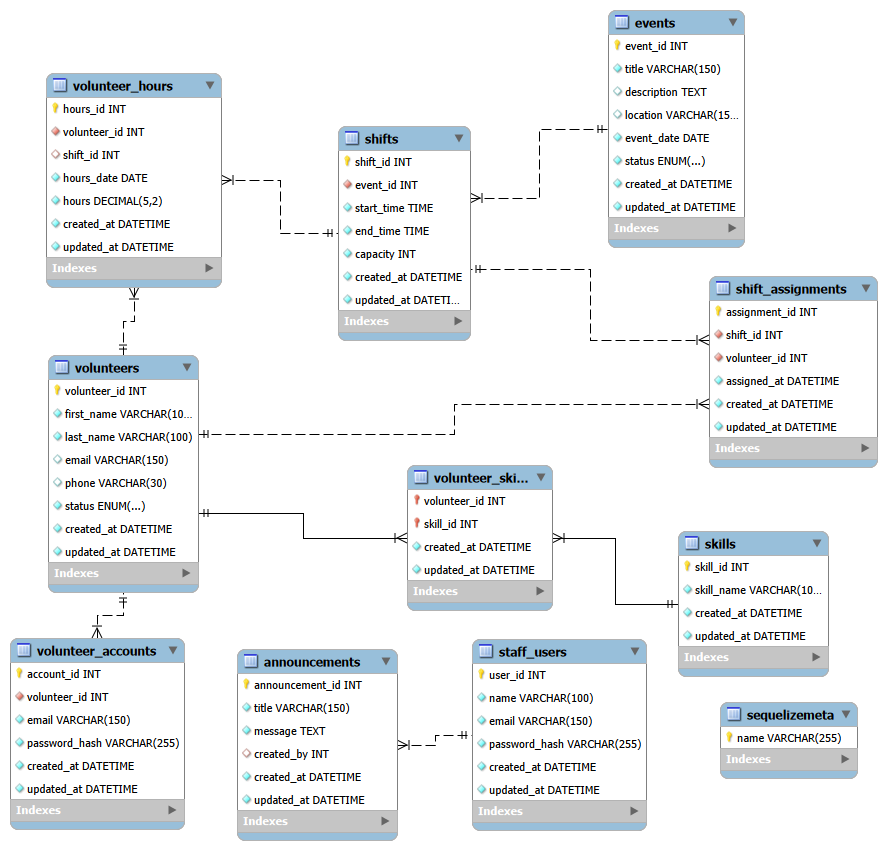 events
event_id INT
title VARCHAR(150)
description TEXT
location VARCHAR(15...
event_date DATE
status ENUM(...)
created_at DATETIME
updated_at DATETIME
Indexes
volunteer_hours
hours_id INT
volunteer_id INT
shift_id INT
hours_date DATE
hours DECIMAL(5,2)
created_at DATETIME
updated_at DATETIME
Indexes
shifts
shift_id INT
event_id INT
start_time TIME
end_time TIME
capacity INT
created_at DATETIME
updated_at DATETI...
Indexes
shift_assignments
assignment_id INT
shift_id INT
volunteer_id INT
assigned_at DATETIME
created_at DATETIME
updated_at DATETIME
Indexes
volunteers
volunteer_id INT
first_name VARCHAR(10...
last_name VARCHAR(100)
email VARCHAR(150)
phone VARCHAR(30)
status ENUM(...)
created_at DATETIME
updated_at DATETIME
Indexes
volunteer_ski...
volunteer_id INT
skill_id INT
created_at DATETIME
updated_at DATETIME
Indexes
skills
skill_id INT
skill_name VARCHAR(10...
created_at DATETIME
updated_at DATETIME
Indexes
volunteer_accounts
account_id INT
volunteer_id INT
email VARCHAR(150)
password_hash VARCHAR(255)
created_at DATETIME
updated_at DATETIME
Indexes
announcements
announcement_id INT
title VARCHAR(150)
message TEXT
created_by INT
created_at DATETIME
updated_at DATETIME
Indexes
staff_users
user_id INT
name VARCHAR(100)
email VARCHAR(150)
password_hash VARCHAR(255)
created_at DATETIME
updated_at DATETIME
Indexes
sequelizemeta
name VARCHAR(255)
Indexes